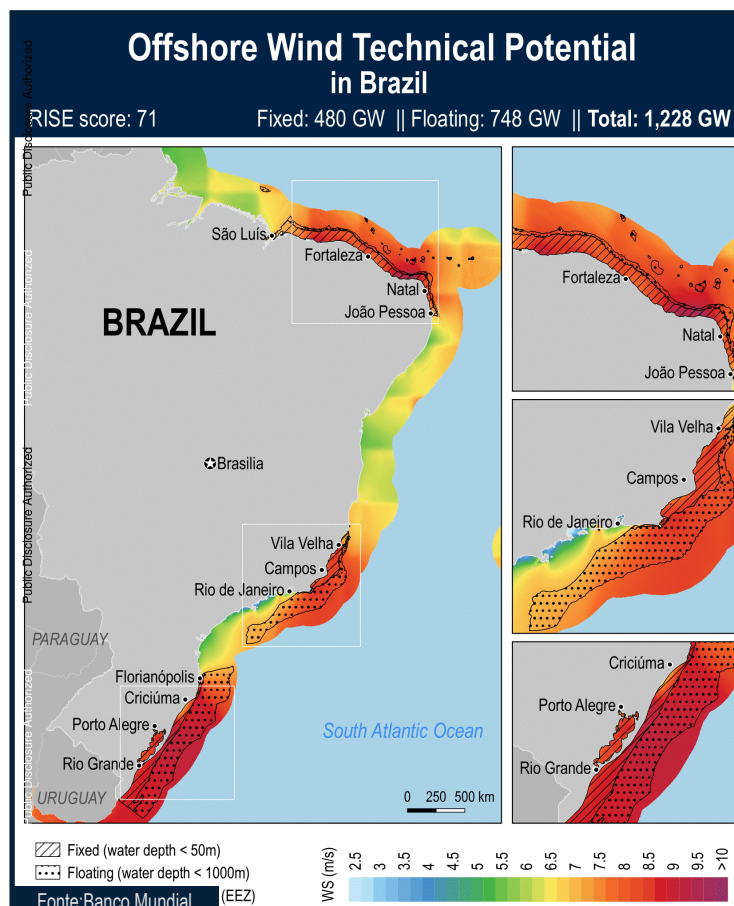 Offshore Wind Technical Potential
in Brazil
RISE score: 71
Fixed: 480 GW || Floating: 748 GW || Total: 1,228 GW
Public Disclosure Authorized
Public Disclosure Authorized
Public Disclosure Authorized
Public Disclosure Authorized
São Luís
Fortaleza
Natal
João Pessoa
BRAZIL
Brasilia
Vila Velha
Campos
Rio de Janeiro
PARAGUAY
Florianópolis
Criciúma
Porto Alegre
Rio Grande
URUGUAY
South Atlantic Ocean
0 250 500 km
Fortaleza
Natal
João Pessoa
Vila Velha
Campos
Rio de Janeiro
Criciúma
Porto Alegre
Rio Grande
Fixed (water depth < 50m)
Floating (water depth < 1000m)
(EEZ)
Fonte:Banco Mundial
WS (m/s)
2.5 3 3.5 4 4.5 5 5.5 6 6.5 7 7.5 8 8.5 9 9.5 >10